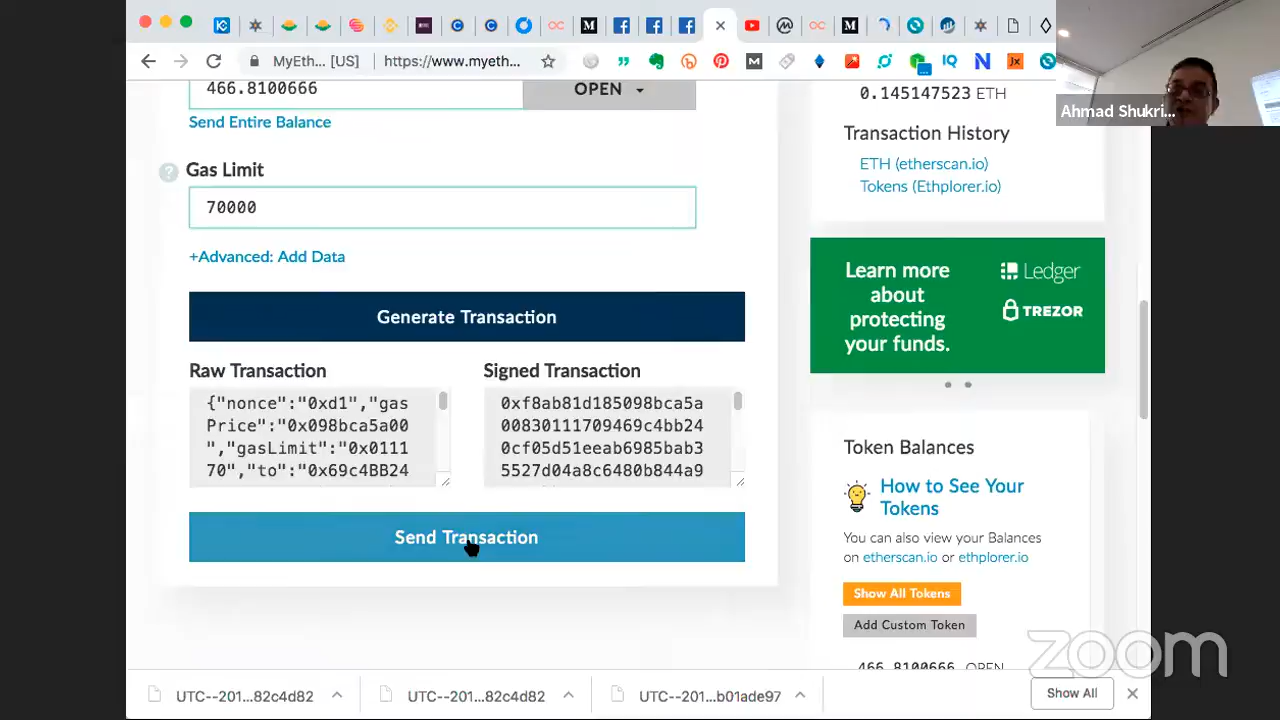 MyEth... [US]
https://www.myeth...
IQ
N
Jx
Ahmad Shukri...
466.8100666
OPEN
Send Entire Balance
? Gas Limit
70000
+Advanced: Add Data
Generate Transaction
Raw Transaction
{"nonce":"0xd1","gas
Price":"0x098bca5a00
","gasLimit":"0x0111
70","to":"0x69c4BB24
Signed Transaction
0xf8ab81d185098bca5a
00830111709469c4bb24
0cf05d51eeab6985bab3
5527d04a8c6480b844a9
Send Transaction
0.145147523 ETH
Transaction History
ETH (etherscan.io)
Tokens (Ethplorer.io)
Learn more
about
protecting
your funds.
Ledger
TREZOR
Token Balances
How to See Your
Tokens
You can also view your Balances
on etherscan.io or ethplorer.io
Show All Tokens
Add Custom Token
466.8100666 OPEN
zoom
UTC--201...82c4d82
UTC--201...82c4d82
UTC--201...b01ade97
Show All